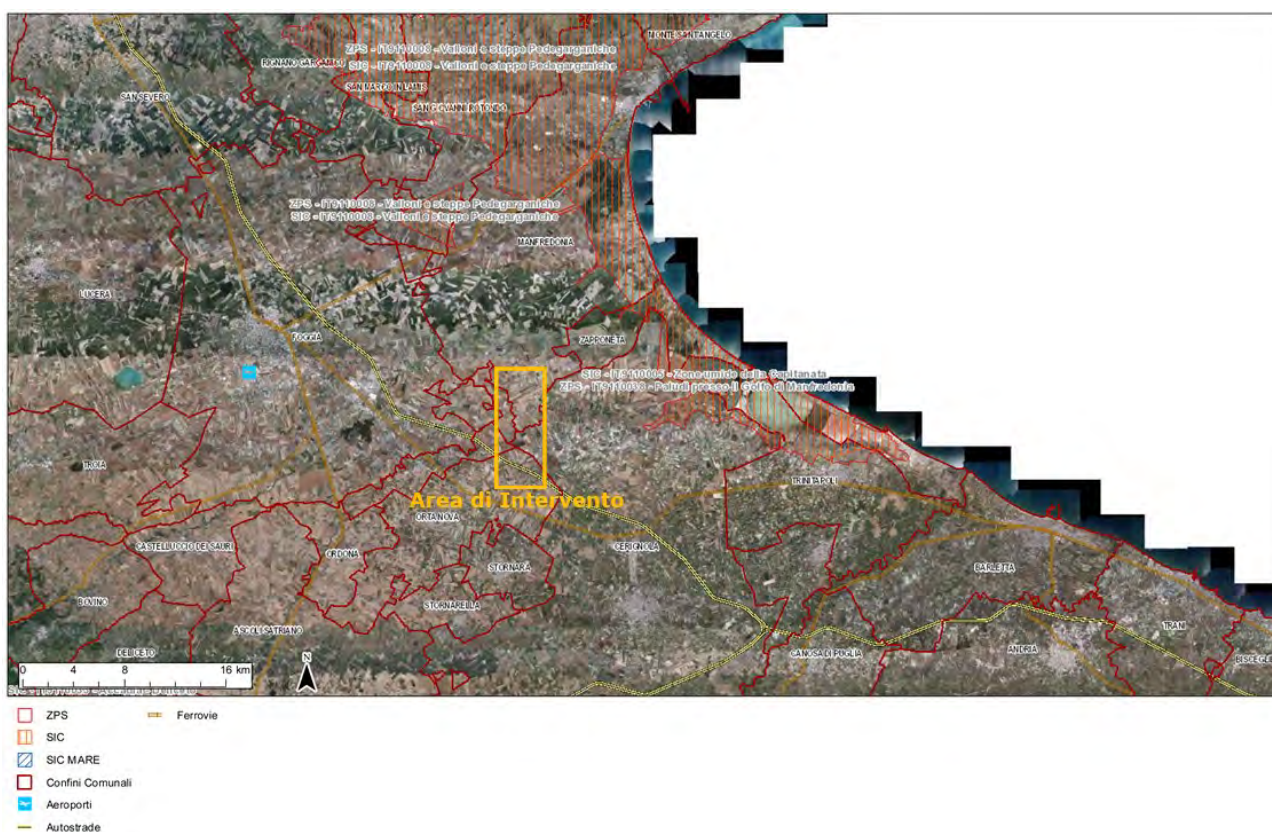 MONTE SANTANGELO
ZPS - IT9110008 - Valloni e steppe Pedegarganiche
RIGNANO GARGANICO
SIC - IT9110008 - Valloni e steppe Pedegarganiche
SAN MARCO IN LAMIS
SAN SEVERO
SAN GIOVANNI ROTONDO
ZPS - IT9110008 - Valloni e steppe Pedegarganiche
SIC - IT9110008 - Valloni e steppe Pedegarganiche
MANFREDONIA
LUCERA
FOGGIA
ZAPPONETA
SIC - IT9110005 - Zone umide della Capitanata
ZPS - IT9110038 - Paludi presso il Golfo di Manfredonia
TROIA
TRINITAPOLI
Area di Intervento
ORTA NOVA
CASTELLUCCIO DEI SAURI
ORDONA
CERIGNOLA
STORNARA
BARLETTA
BOVINO
STORNARELLA
ASCOLI SATRIANO
TRANI
DELICETO
CANOSA DI PUGLIA
ANDRIA
BISCEGLIE
0 4 8 16 km
N
ZPS
Ferrovie
SIC
SIC MARE
Confini Comunali
Aeroporti
Autostrade